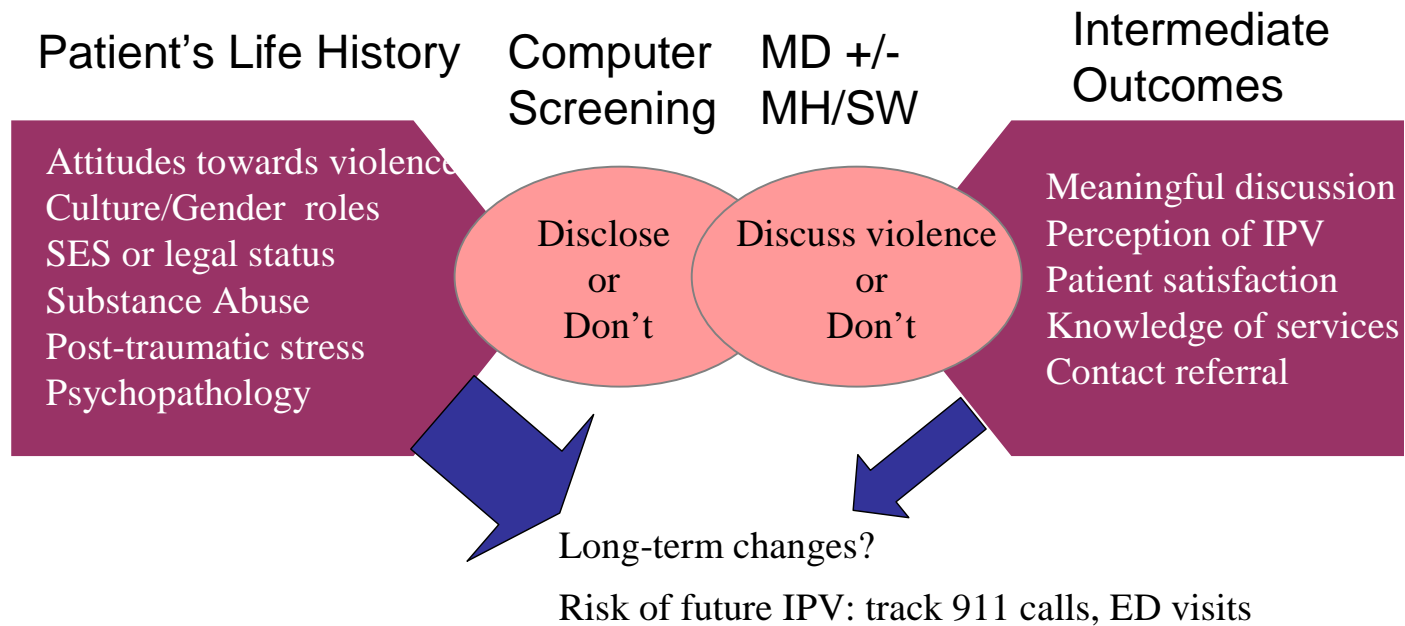 Patient's Life History
Computer
Screening
MD +/-
MH/SW
Intermediate
Outcomes
Attitudes towards violence
Culture/Gender roles
SES or legal status
Substance Abuse
Post-traumatic stress
Psychopathology
Disclose
or
Don't
Discuss violence
or
Don't
Meaningful discussion
Perception of IPV
Patient satisfaction
Knowledge of services
Contact referral
Long-term changes?
Risk of future IPV: track 911 calls, ED visits